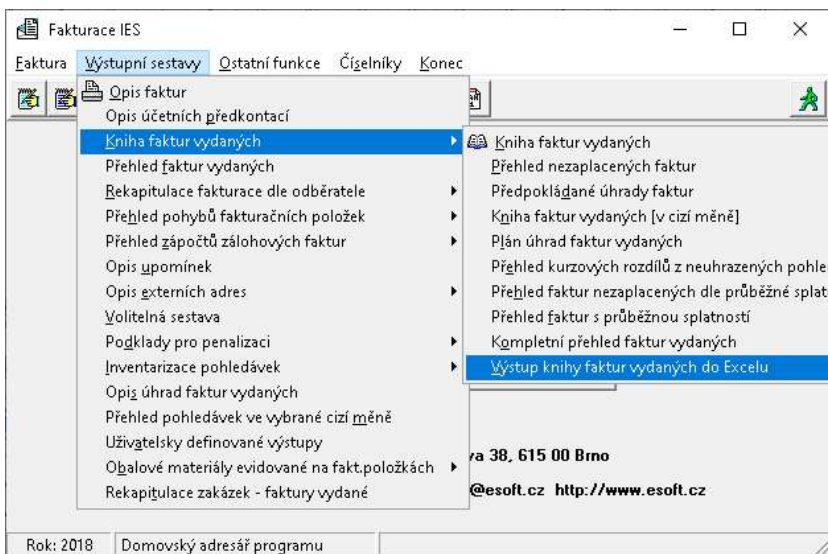 Fakturace IES
Faktura Výstupní sestavy Ostatní funkce Číselníky Konec
Opis faktur
Opis účetních předkontací
Kniha faktur vydaných
Přehled faktur vydaných
Rekapitulace fakturace dle odběratele
Přehled pohybů fakturačních položek
Přehled zápočtů zálohových faktur
Opis upomínek
Opis externích adres
Volitelná sestava
Podklady pro penalizaci
Inventarizace pohledávek
Opis úhrad faktur vydaných
Přehled pohledávek ve vybrané cizí měně
Uživatelsky definované výstupy
Obalové materiály evidované na fakt.položkách
Rekapitulace zakázek - faktury vydané
Kniha faktur vydaných
Přehled nezaplacených faktur
Předpokládané úhrady faktur
Kniha faktur vydaných [v cizí měně]
Plán úhrad faktur vydaných
Přehled kurzových rozdílů z neuhrazených pohle
Přehled faktur nezaplacených dle průběžné splat
Přehled faktur s průběžnou splatností
Kompletní přehled faktur vydaných
Výstup knihy faktur vydaných do Excelu
va 38, 615 00 Brno
@esoft.cz http://www.esoft.cz
Rok: 2018 Domovský adresář programu